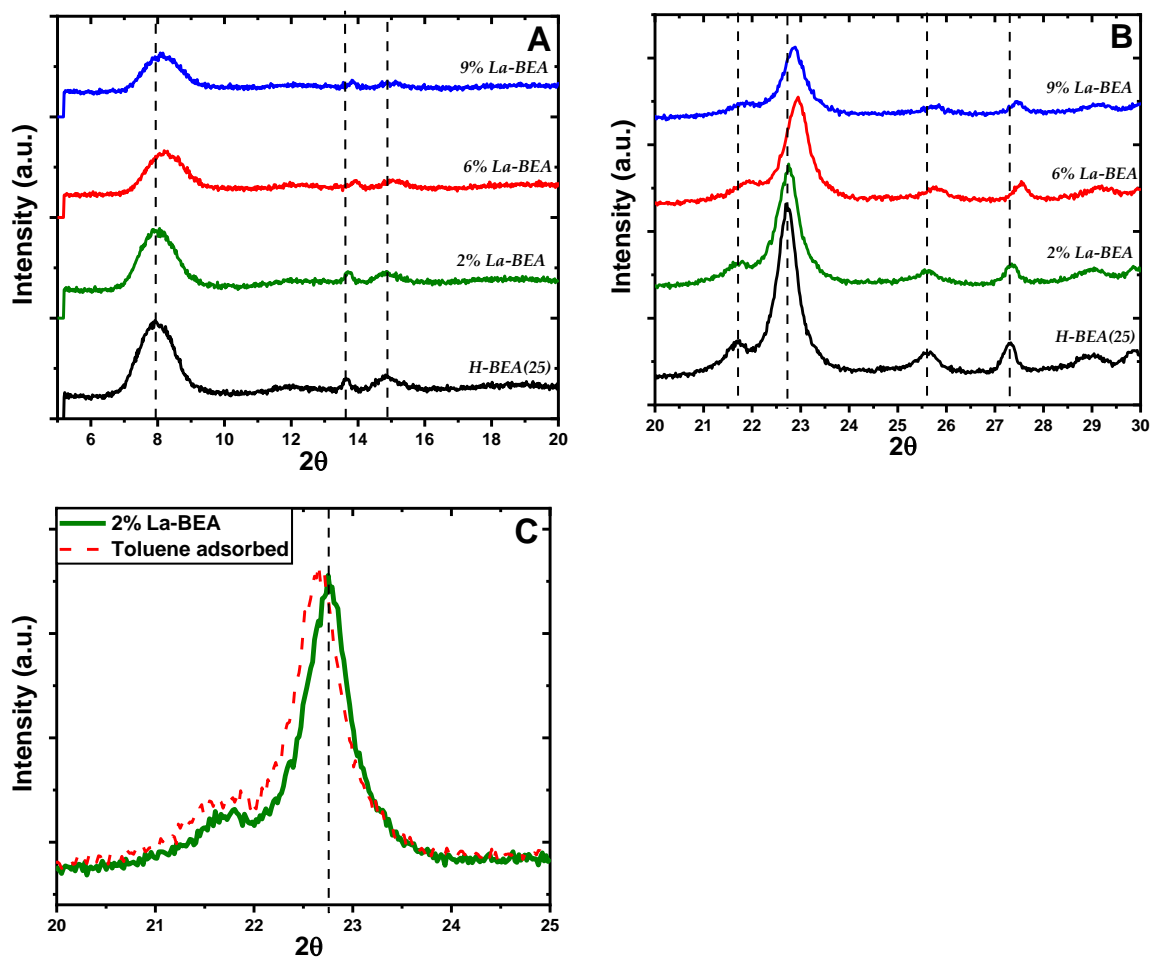 A
9% La-BEA
6% La-BEA
2% La-BEA
H-BEA(25)
Intensity (a.u.)
6 8 10 12 14 16 18 20
2θ
B
9% La-BEA
6% La-BEA
2% La-BEA
H-BEA(25)
Intensity (a.u.)
20 21 22 23 24 25 26 27 28 29 30
2θ
C
2% La-BEA
Toluene adsorbed
Intensity (a.u.)
20 21 22 23 24 25
2θ